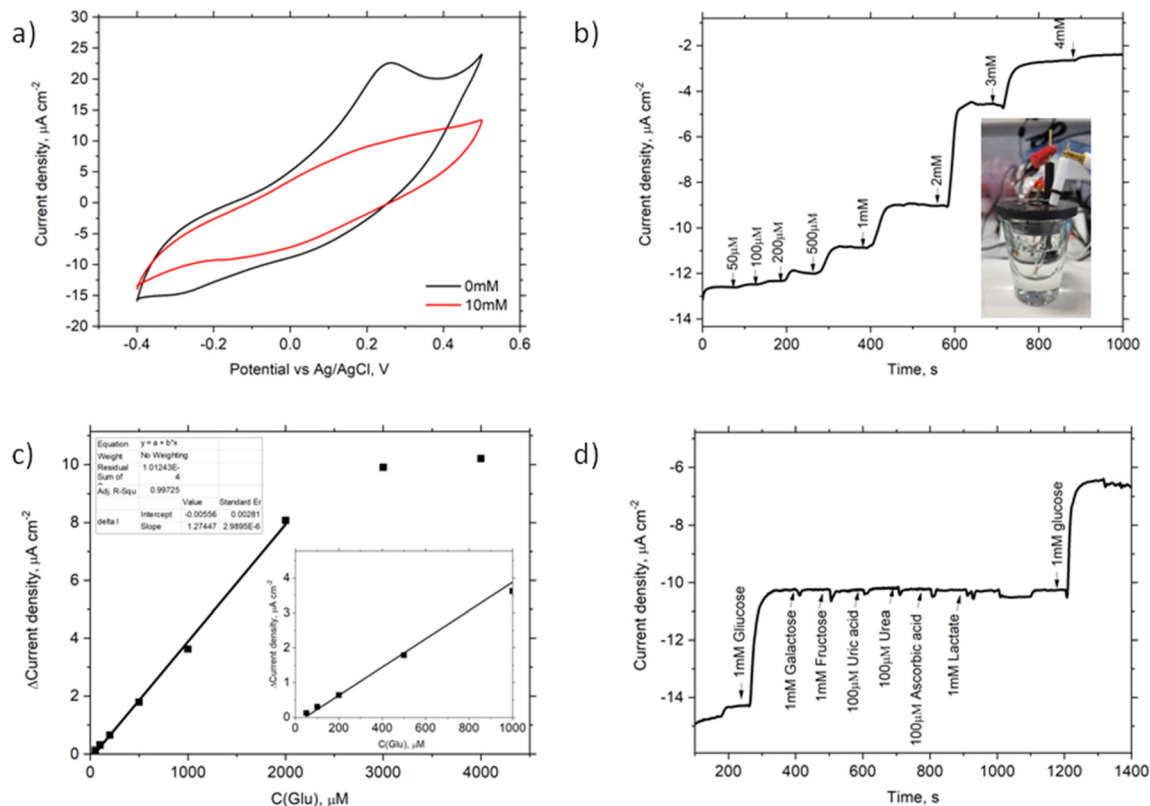 a)
25
20
15
10
5
0
-5
-10
-15
-20
Current density, μA cm-2
0mM
10mM
-0.4
-0.2
0.0
0.2
0.4
0.6
Potential vs Ag/AgCl, V
b)
-2
-4
-6
-8
-10
-12
-14
Current density, μA cm-2
50μM
100μM
200μM
500μM
1mM
2mM
3mM
4mM
0
200
400
600
800
1000
Time, s
c)
10
8
6
4
2
0
ΔCurrent density, μA cm-2
Equation y = a + b*x
Weight No Weighting
Residual 1.01243E-
Sum of 4
Adj. R-Squ 0.99725
Value Standard Er
Intercept -0.00556 0.00281
delta I
Slope 1.27447 2.9895E-6
4
3
2
1
0
ΔCurrent density, μA cm-2
0
200
400
600
800
1000
C(Glu), μM
0
1000
2000
3000
4000
C(Glu), μM
d)
-6
-8
-10
-12
-14
Current density, μA cm-2
1mM Gliucose
1mM Galactose
1mM Fructose
100μM Uric acid
100μM Urea
100μM Ascorbic acid
1mM Lactate
1mM glucose
200
400
600
800
1000
1200
1400
Time, s